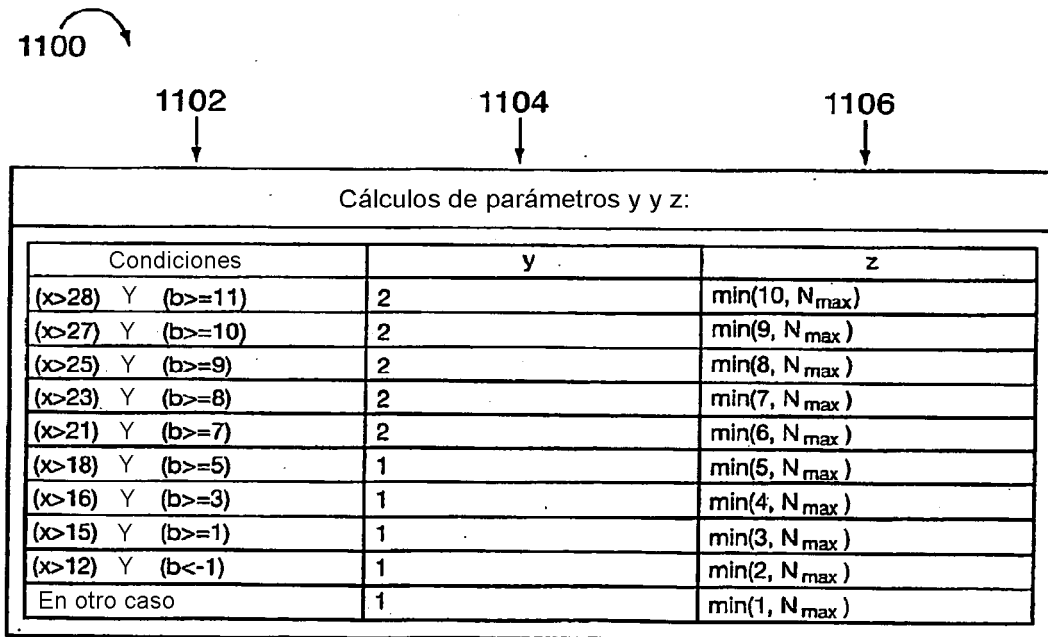 1100
1102 1104 1106
Cálculos de parámetros y y z:
Condiciones y z
(x>28) Y (b>=11) 2 min(10, Nmax)
(x>27) Y (b>=10) 2 min(9, Nmax)
(x>25) Y (b>=9) 2 min(8, Nmax)
(x>23) Y (b>=8) 2 min(7, Nmax)
(x>21) Y (b>=7) 2 min(6, Nmax)
(x>18) Y (b>=5) 1 min(5, Nmax)
(x>16) Y (b>=3) 1 min(4, Nmax)
(x>15) Y (b>=1) 1 min(3, Nmax)
(x>12) Y (b<-1) 1 min(2, Nmax)
En otro caso 1 min(1, Nmax)